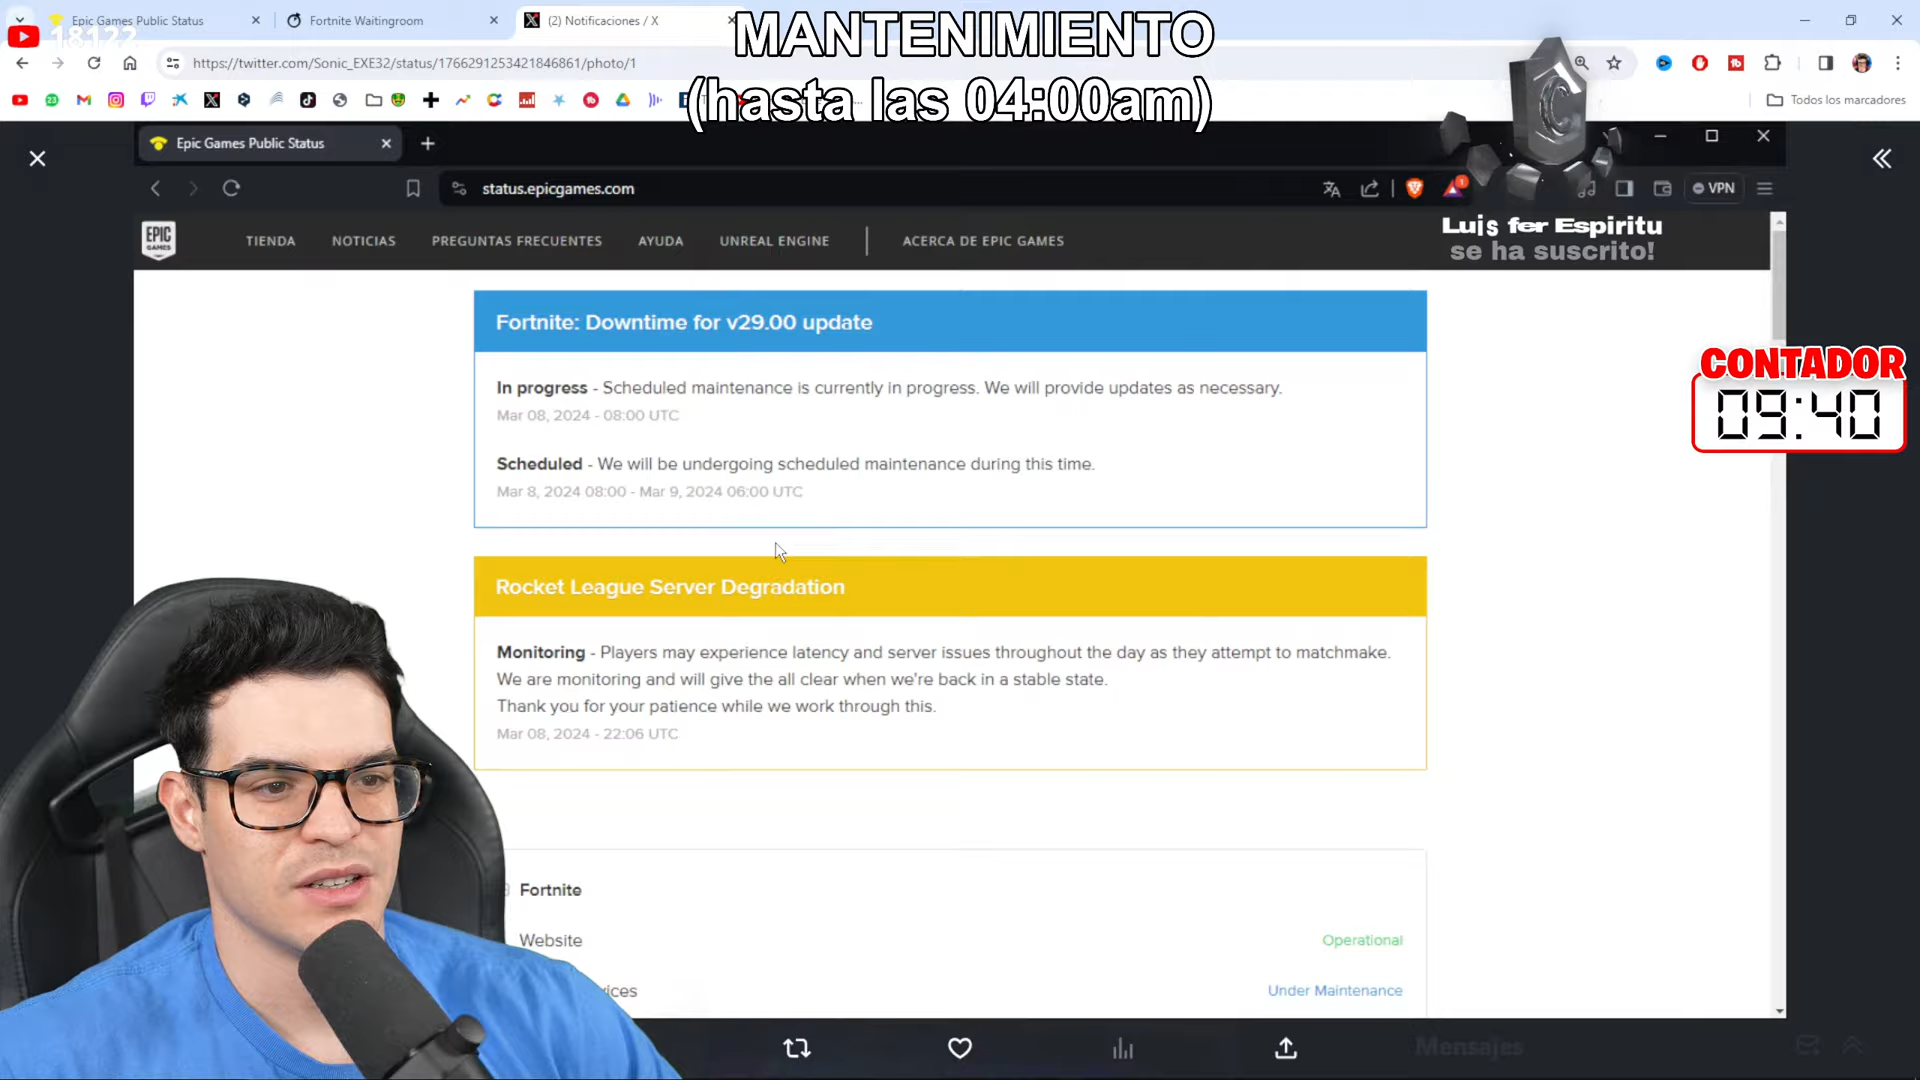 Epic Games Public Status
Fortnite Waitingroom
(2) Notificaciones / X
18122
MANTENIMIENTO
(hasta las 04:00am)
https://twitter.com/Sonic_EXE32/status/1766291253421846861/photo/1
Todos los marcadores
Epic Games Public Status
status.epicgames.com
VPN
EPIC
GAMES
TIENDA
NOTICIAS
PREGUNTAS FRECUENTES
AYUDA
UNREAL ENGINE
ACERCA DE EPIC GAMES
Luis fer Espiritu
se ha suscrito!
Fortnite: Downtime for v29.00 update
In progress - Scheduled maintenance is currently in progress. We will provide updates as necessary.
Mar 08, 2024 - 08:00 UTC
Scheduled - We will be undergoing scheduled maintenance during this time.
Mar 8, 2024 08:00 - Mar 9, 2024 06:00 UTC
CONTADOR
09:40
Rocket League Server Degradation
Monitoring - Players may experience latency and server issues throughout the day as they attempt to matchmake.
We are monitoring and will give the all clear when we're back in a stable state.
Thank you for your patience while we work through this.
Mar 08, 2024 - 22:06 UTC
Fortnite
Website
Operational
ices
Under Maintenance
Mensajes